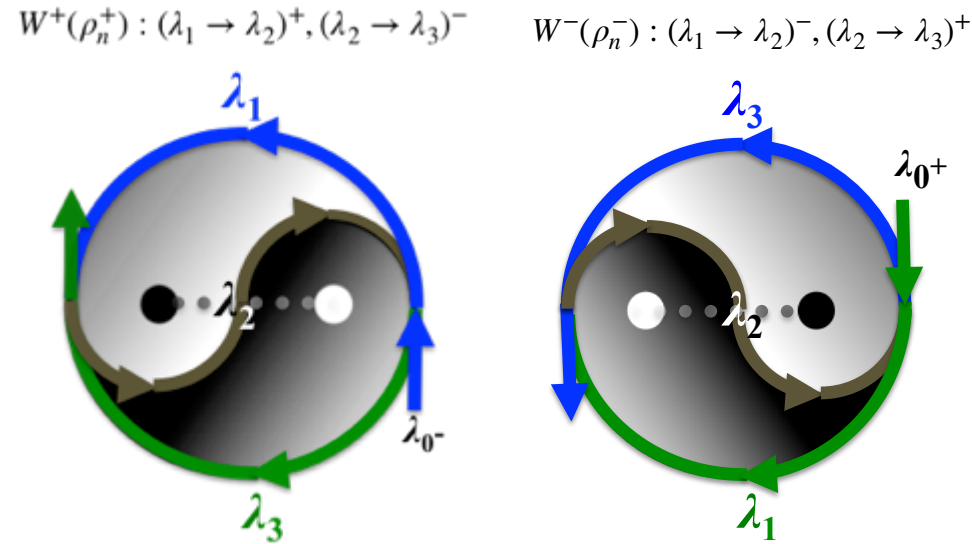 W⁺(ρₙ⁺) : (λ₁ → λ₂)⁺, (λ₂ → λ₃)⁻
W⁻(ρₙ⁻) : (λ₁ → λ₂)⁻, (λ₂ → λ₃)⁺
λ₁
λ₂
λ₀-
λ₃
λ₃
λ₀+
λ₂
λ₁